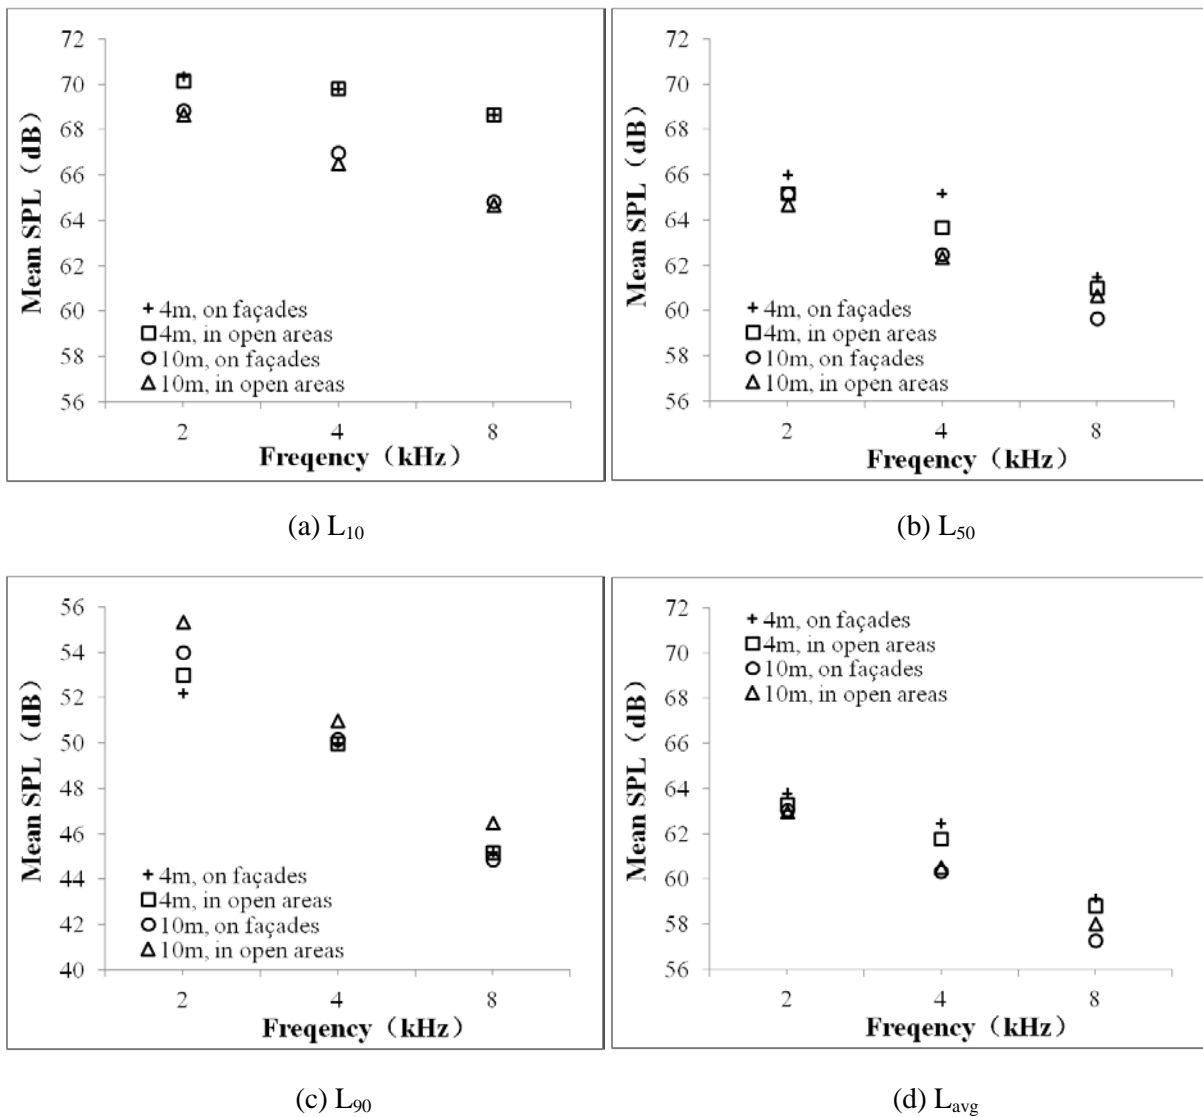 72
70
68
66
64
62
60
58
56
Mean SPL（dB）
+ 4m, on façades
4m, in open areas
10m, on façades
10m, in open areas
2 4 8
Freqency（kHz）
(a) L10
72
70
68
66
64
62
60
58
56
Mean SPL（dB）
+ 4m, on façades
4m, in open areas
10m, on façades
10m, in open areas
2 4 8
Freqency（kHz）
(b) L50
56
54
52
50
48
46
44
42
40
Mean SPL（dB）
+ 4m, on façades
4m, in open areas
10m, on façades
10m, in open areas
2 4 8
Freqency（kHz）
(c) L90
72
70
68
66
64
62
60
58
56
Mean SPL（dB）
+ 4m, on façades
4m, in open areas
10m, on façades
10m, in open areas
2 4 8
Freqency（kHz）
(d) Lavg